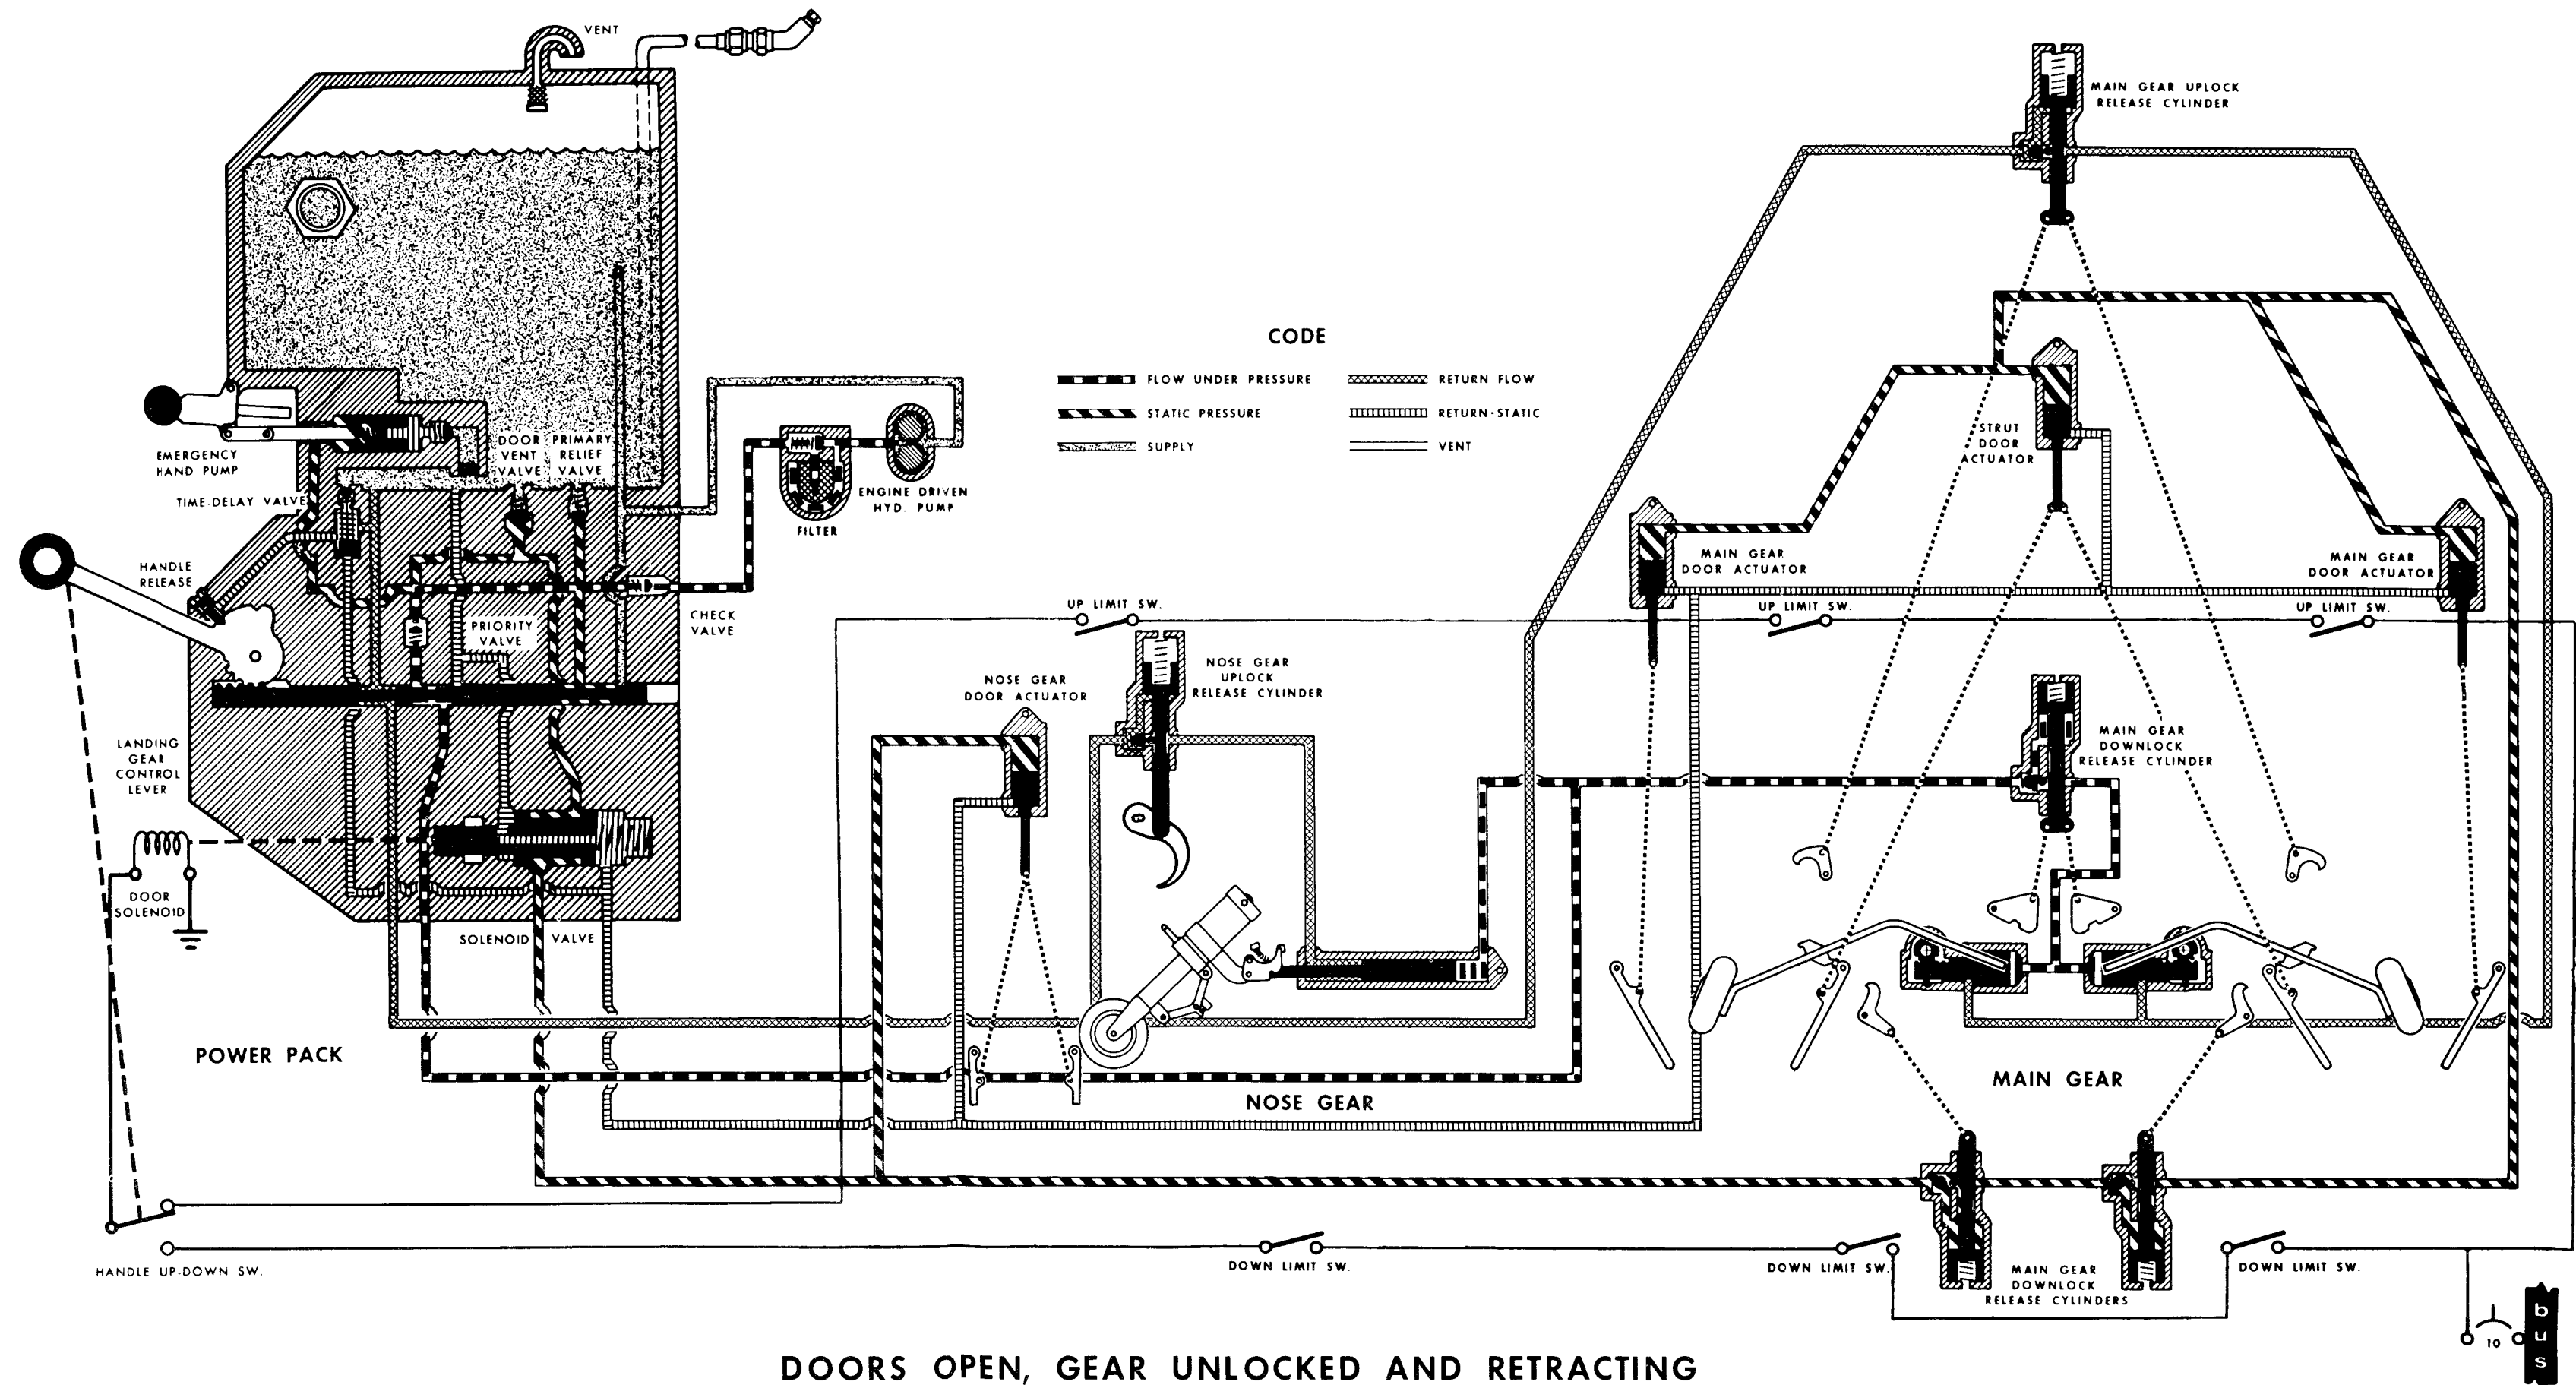 VENT
MAIN GEAR UPLOCK
RELEASE CYLINDER
CODE
FLOW UNDER PRESSURE
RETURN FLOW
STATIC PRESSURE
RETURN-STATIC
SUPPLY
VENT
EMERGENCY
HAND PUMP
DOOR
VENT
VALVE
PRIMARY
RELIEF
VALVE
TIME-DELAY VALVE
ENGINE DRIVEN
HYD. PUMP
FILTER
STRUT
DOOR
ACTUATOR
HANDLE
RELEASE
MAIN GEAR
DOOR ACTUATOR
MAIN GEAR
DOOR ACTUATOR
PRIORITY
VALVE
CHECK
VALVE
UP LIMIT SW.
UP LIMIT SW.
UP LIMIT SW.
NOSE GEAR
DOOR ACTUATOR
NOSE GEAR
UPLOCK
RELEASE CYLINDER
LANDING
GEAR
CONTROL
LEVER
MAIN GEAR
DOWNLOCK
RELEASE CYLINDER
DOOR
SOLENOID
SOLENOID VALVE
POWER PACK
NOSE GEAR
MAIN GEAR
HANDLE UP-DOWN SW.
DOWN LIMIT SW.
DOWN LIMIT SW.
MAIN GEAR
DOWNLOCK
RELEASE CYLINDERS
DOWN LIMIT SW.
10
bus
DOORS OPEN, GEAR UNLOCKED AND RETRACTING